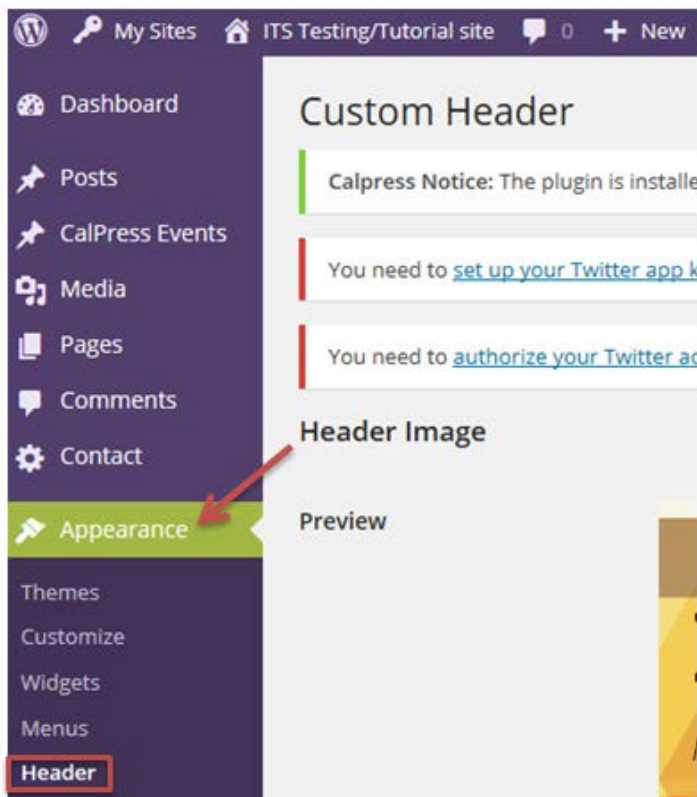 My Sites ITS Testing/Tutorial site 0 New
Dashboard
Posts
CalPress Events
Media
Pages
Comments
Contact
Appearance
Themes
Customize
Widgets
Menus
Header
Custom Header
Calpress Notice: The plugin is installe
You need to set up your Twitter app k
You need to authorize your Twitter ac
Header Image
Preview